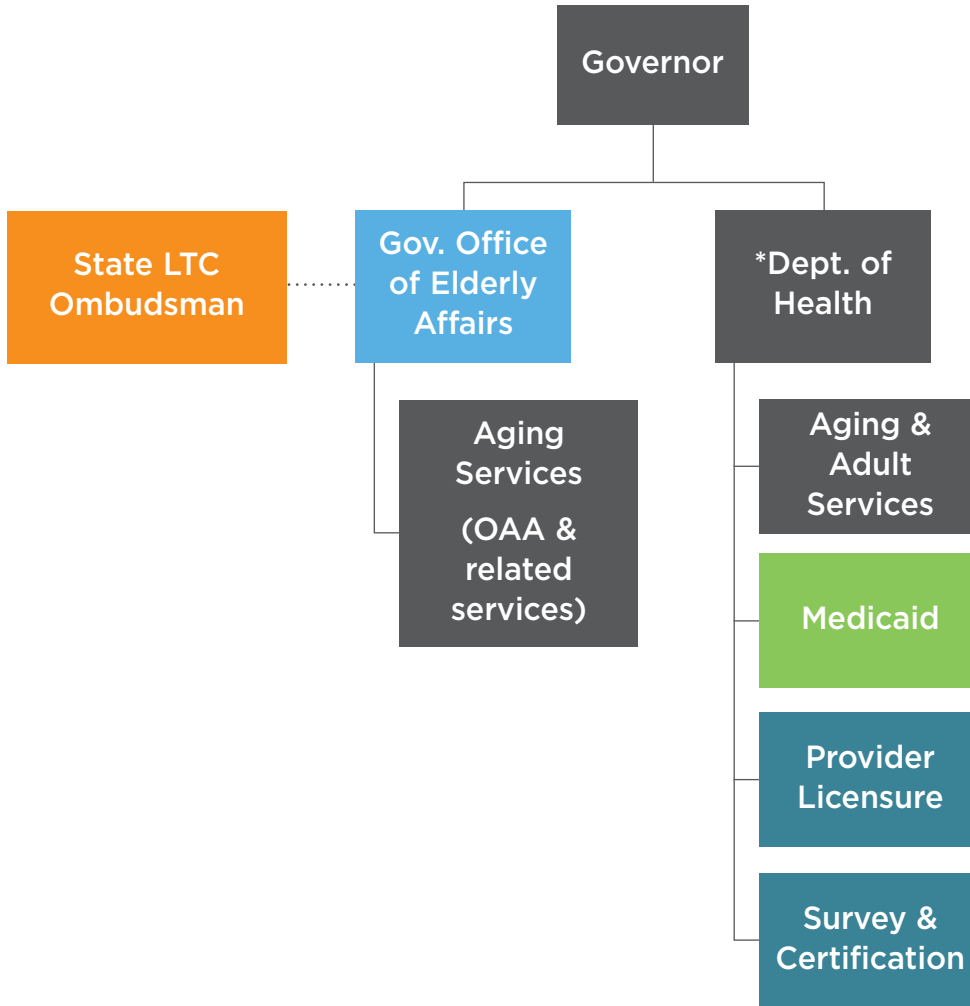 Governor
State LTC
Ombudsman
Gov. Office
of Elderly
Affairs
*Dept. of
Health
Aging
Services
(OAA &
related
services)
Aging &
Adult
Services
Medicaid
Provider
Licensure
Survey &
Certification